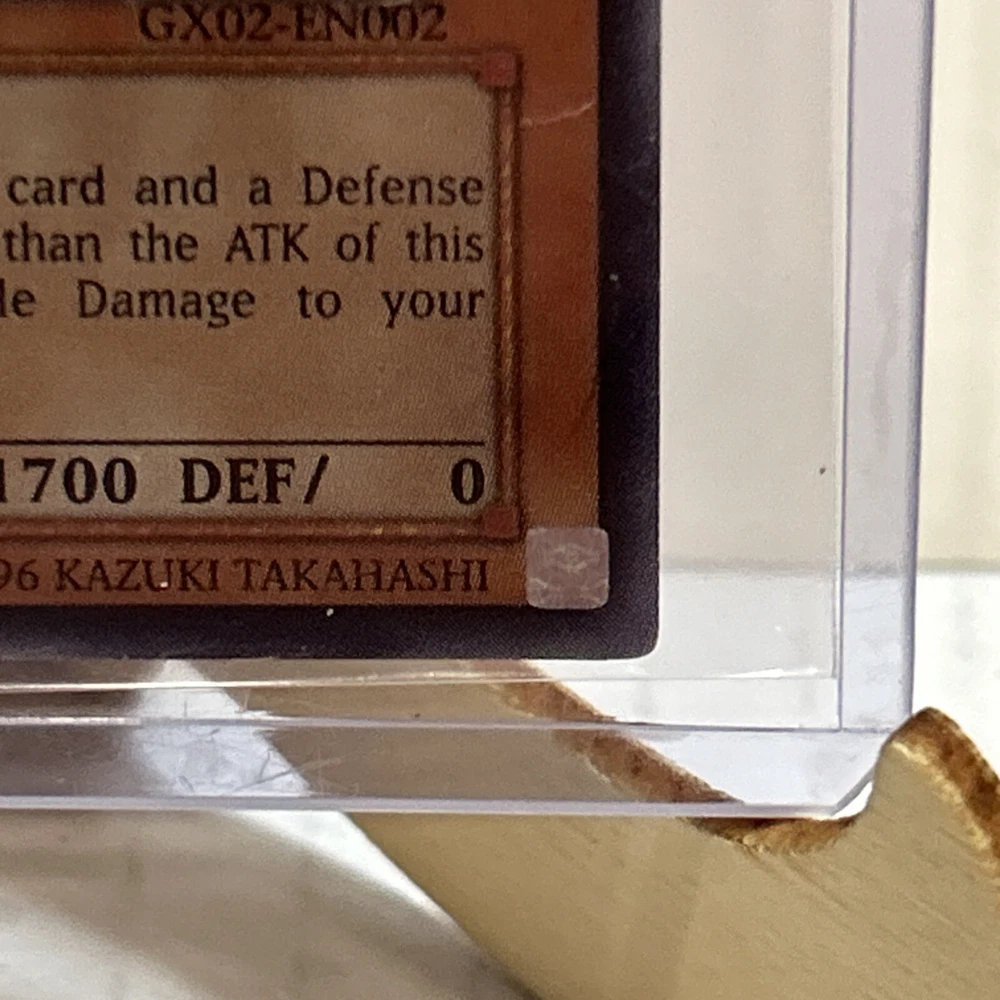 GX02-EN002
card and a Defense
than the ATK of this
le Damage to your
1700 DEF/ 0
96 KAZUKI TAKAHASHI